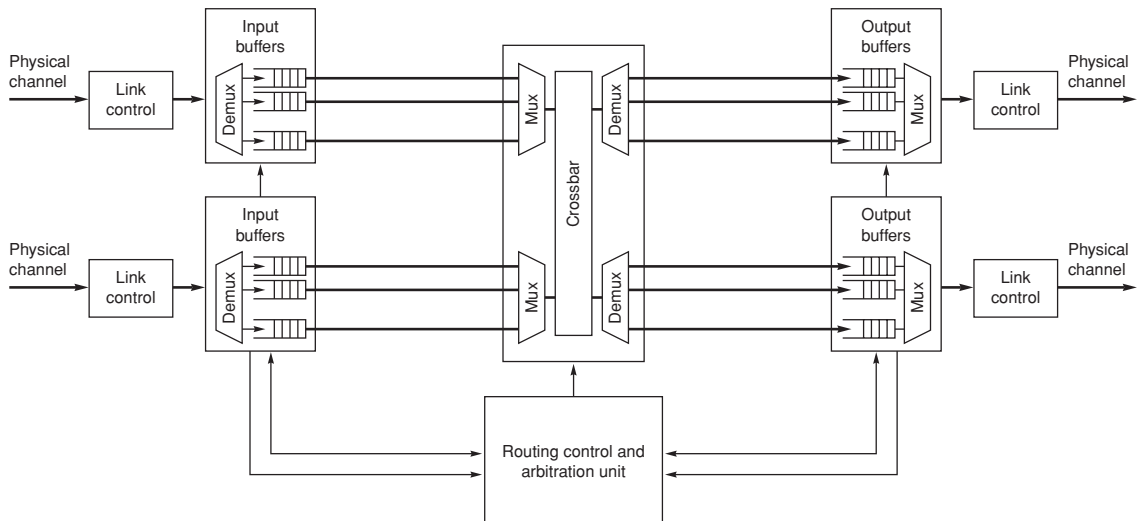 Input
buffers
Output
buffers
Physical
channel
Link
control
Demux
Mux
Demux
Mux
Link
control
Physical
channel
Crossbar
Input
buffers
Output
buffers
Physical
channel
Link
control
Demux
Mux
Demux
Mux
Link
control
Physical
channel
Routing control and
arbitration unit